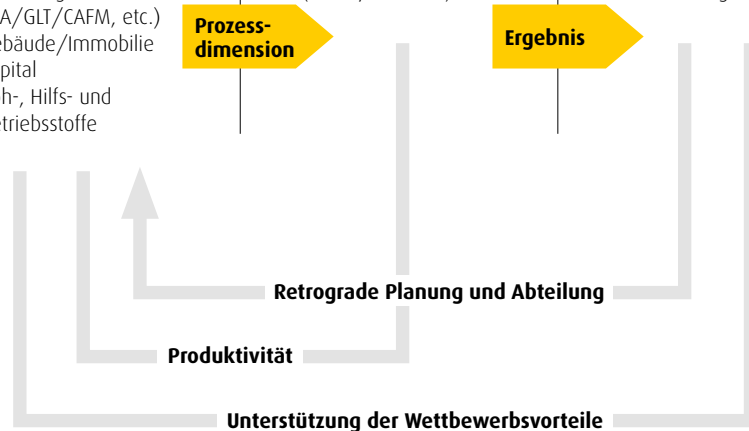 A/GLT/CAFM, etc.)
ebäude/Immobilie
pital
h-, Hilfs- und
etriebsstoffe
Prozess-
dimension
Ergebnis
Retrograde Planung und Abteilung
Produktivität
Unterstützung der Wettbewerbsvorteile